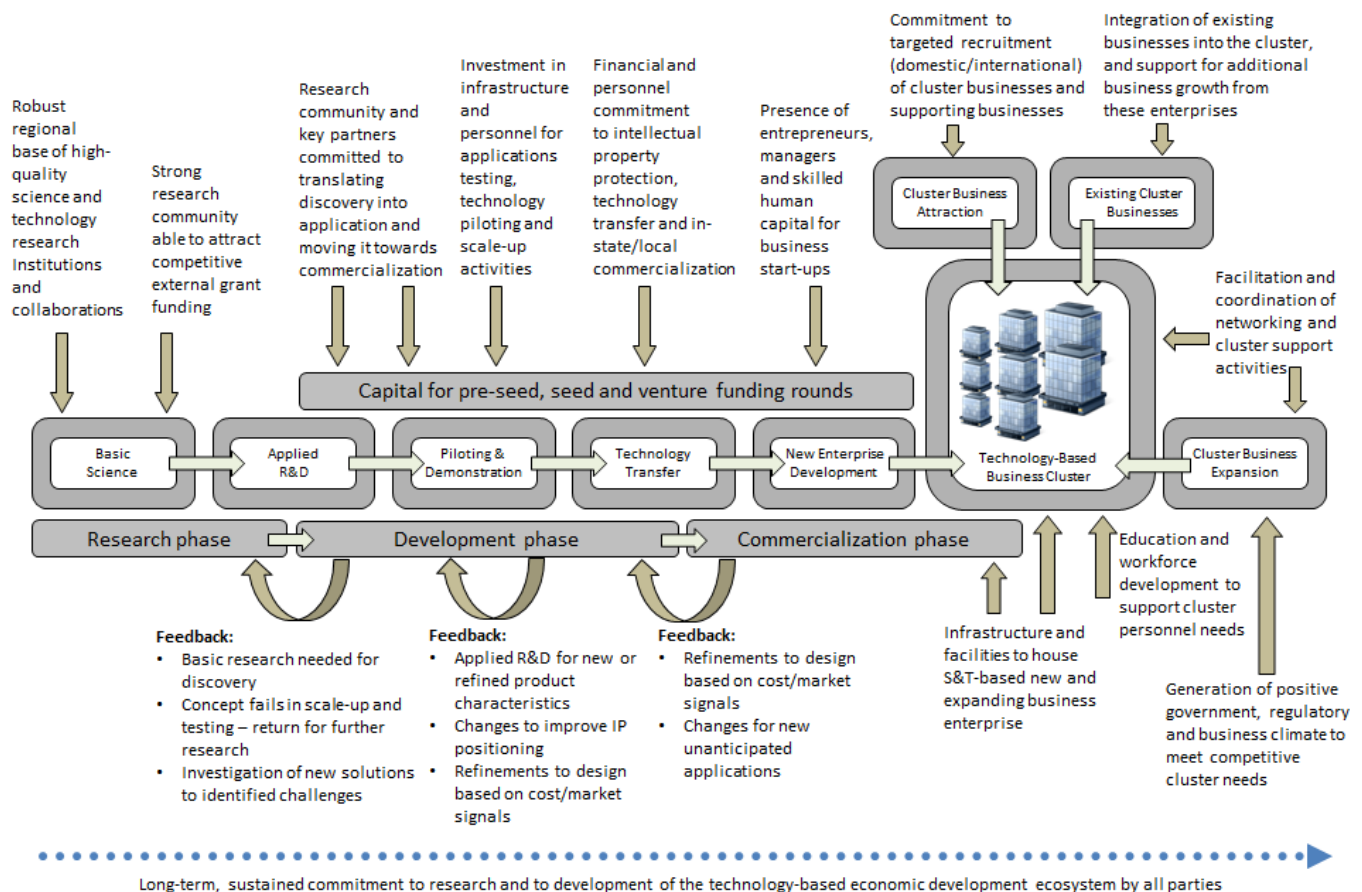 Robust
regional
base of high-
quality
science and
technology
research
Institutions
and
collaborations
Strong
research
community
able to attract
competitive
external grant
funding
Research
community and
key partners
committed to
translating
discovery into
application and
moving it towards
commercialization
Investment in
infrastructure
and
personnel for
applications
testing,
technology
piloting and
scale-up
activities
Financial and
personnel
commitment
to intellectual
property
protection,
technology
transfer and in-
state/local
commercialization
Presence of
entrepreneurs,
managers
and skilled
human
capital for
business
start-ups
Commitment to
targeted recruitment
(domestic/international)
of cluster businesses and
supporting businesses
Integration of existing
businesses into the cluster,
and support for additional
business growth from
these enterprises
Cluster Business
Attraction
Existing Cluster
Businesses
Facilitation and
coordination of
networking and
cluster support
activities
Capital for pre-seed, seed and venture funding rounds
Basic
Science
Applied
R&D
Piloting &
Demonstration
Technology
Transfer
New Enterprise
Development
Technology-Based
Business Cluster
Cluster Business
Expansion
Research phase
Development phase
Commercialization phase
Feedback:
• Basic research needed for
discovery
• Concept fails in scale-up and
testing – return for further
research
• Investigation of new solutions
to identified challenges
Feedback:
• Applied R&D for new or
refined product
characteristics
• Changes to improve IP
positioning
• Refinements to design
based on cost/market
signals
Feedback:
• Refinements to design
based on cost/market
signals
• Changes for new
unanticipated
applications
Infrastructure and
facilities to house
S&T-based new and
expanding business
enterprise
Education and
workforce
development to
support cluster
personnel needs
Generation of positive
government, regulatory
and business climate to
meet competitive
cluster needs
Long-term, sustained commitment to research and to development of the technology-based economic development ecosystem by all parties